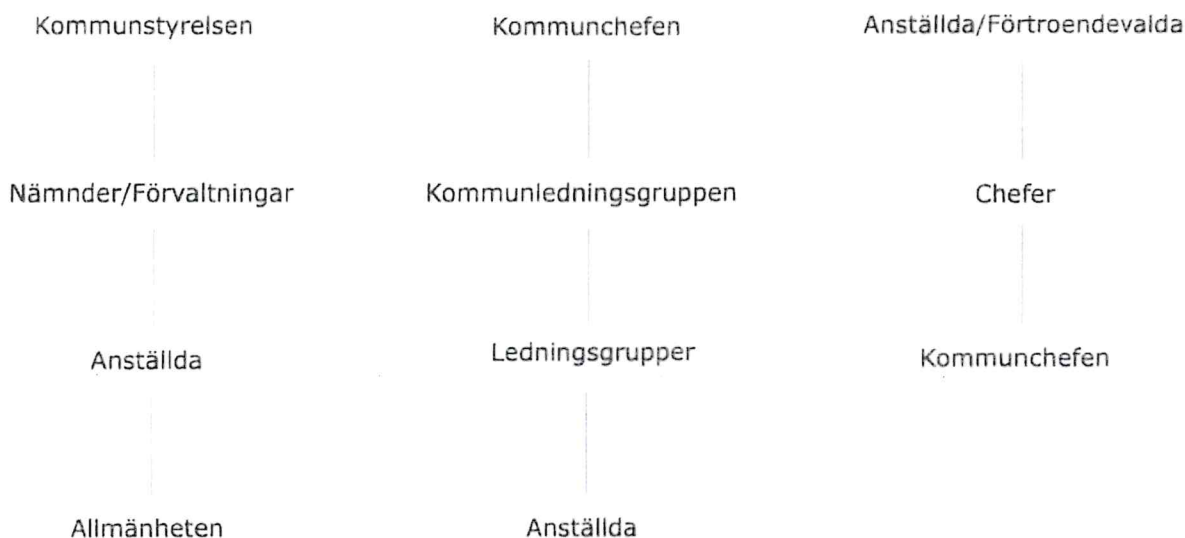 Kommunstyrelsen
Kommunchefen
Anställda/Förtroendevalda
Nämnder/Förvaltningar
Kommunledningsgruppen
Chefer
Anställda
Ledningsgrupper
Kommunchefen
Allmänheten
Anställda